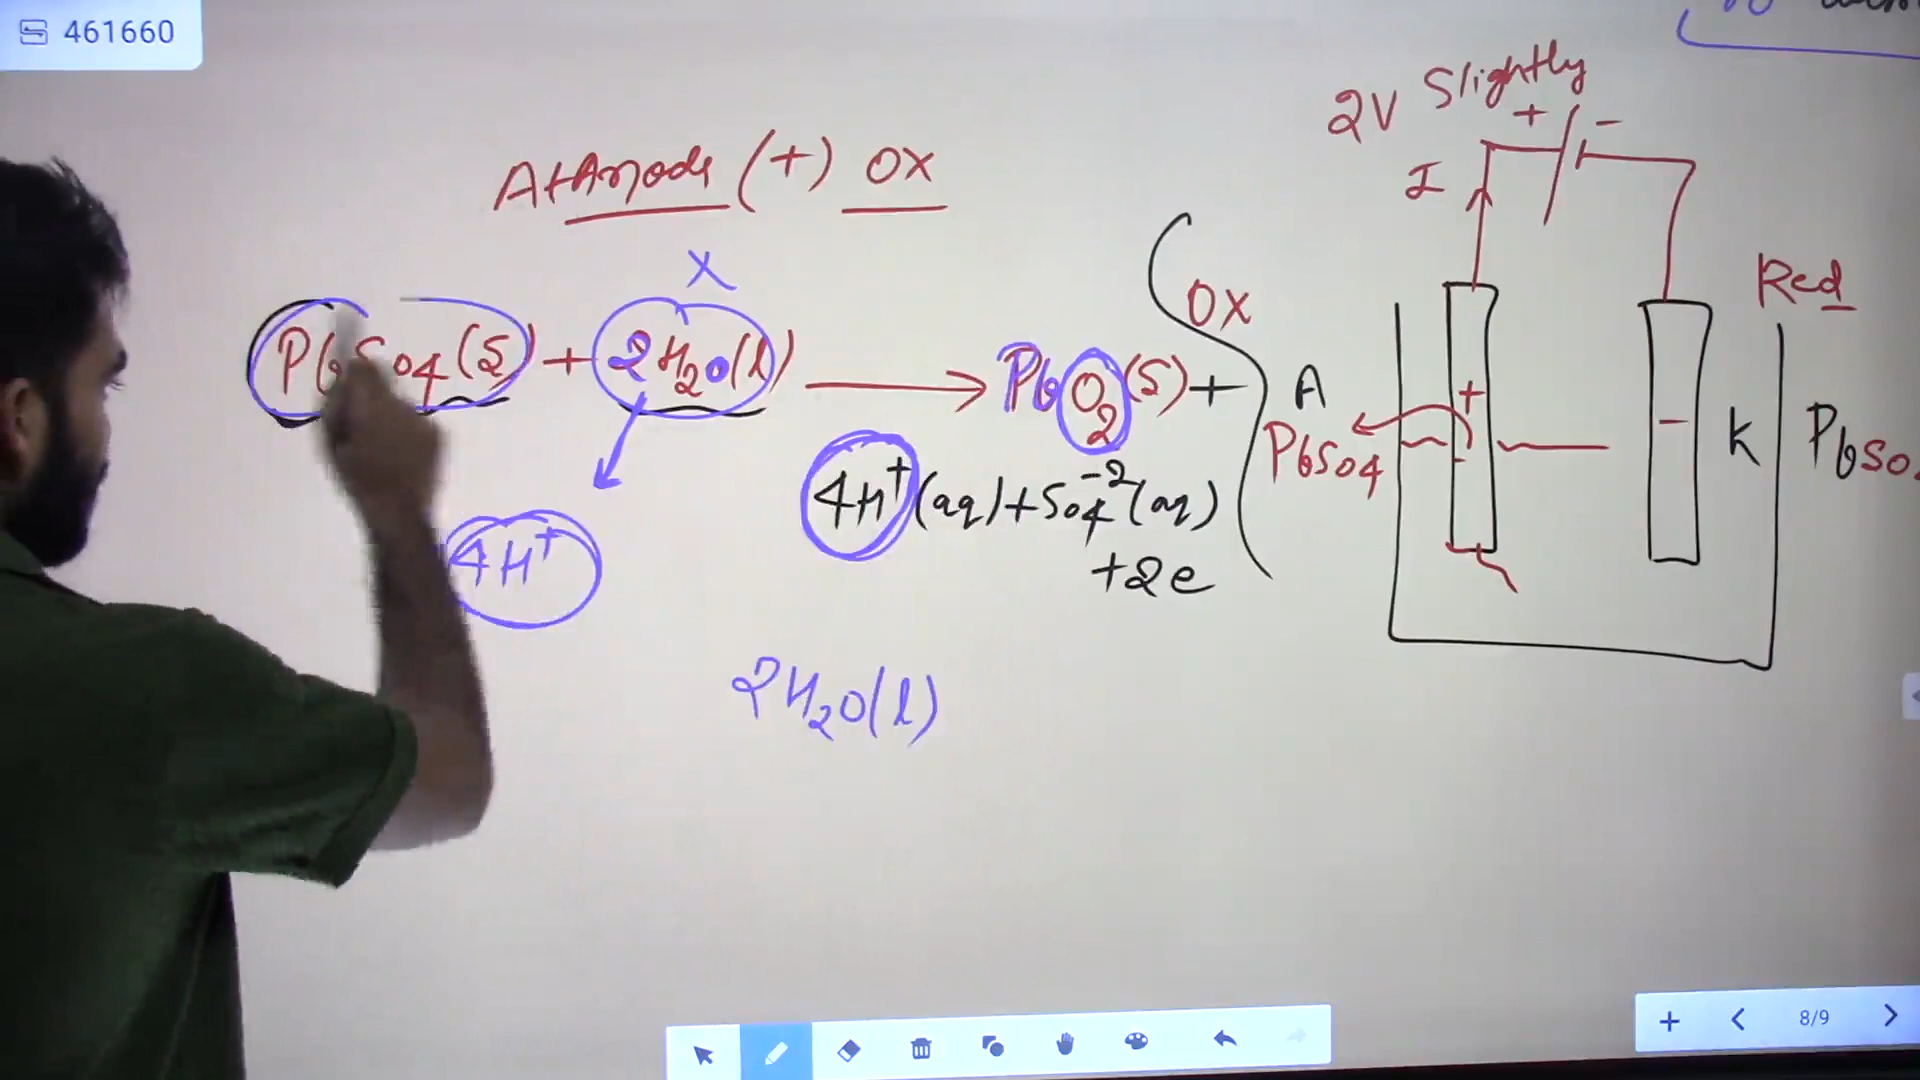 461660
2V Slightly
+ -
I
At Anode (+) OX
X
OX
Red
PbSO4(S) + 2H2O(l) ⟶ PbO2(S) +
A
+
-
K
PbSO4
PbSO
4H+(aq) + SO4-2(aq)
+2e
4H+
2H2O(l)
8/9